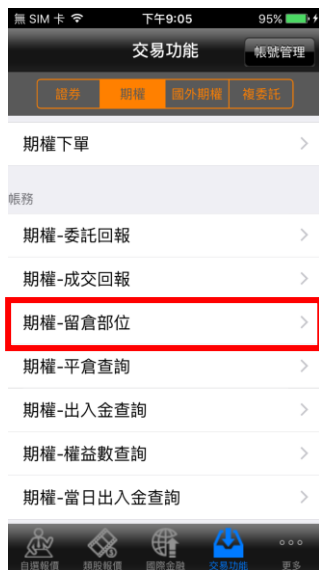 無 SIM 卡 下午9:05 95%
交易功能 帳號管理
證券 期權 國外期權 複委託
期權下單
帳務
期權-委託回報
期權-成交回報
期權-留倉部位
期權-平倉查詢
期權-出入金查詢
期權-權益數查詢
期權-當日出入金查詢
自選報價 類股報價 國際金融 交易功能 更多